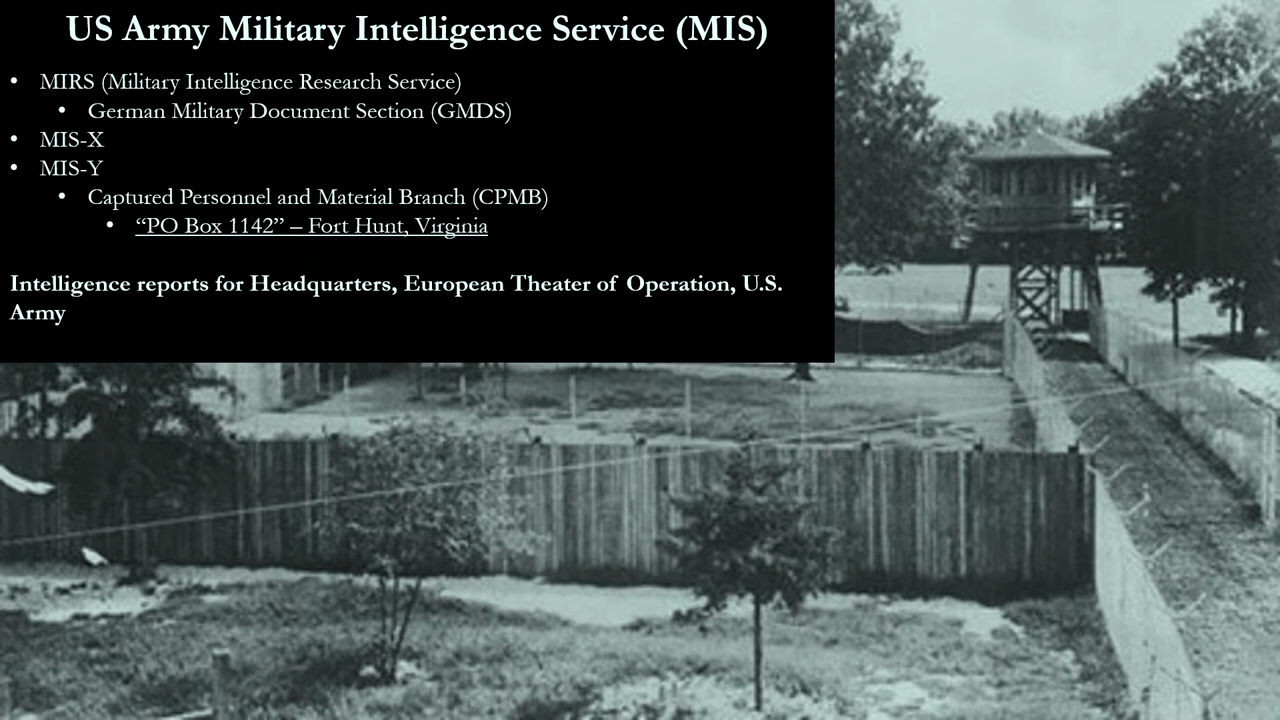 US Army Military Intelligence Service (MIS)
• MIRS (Military Intelligence Research Service)
• German Military Document Section (GMDS)
• MIS-X
• MIS-Y
• Captured Personnel and Material Branch (CPMB)
• “PO Box 1142” – Fort Hunt, Virginia
Intelligence reports for Headquarters, European Theater of Operation, U.S.
Army